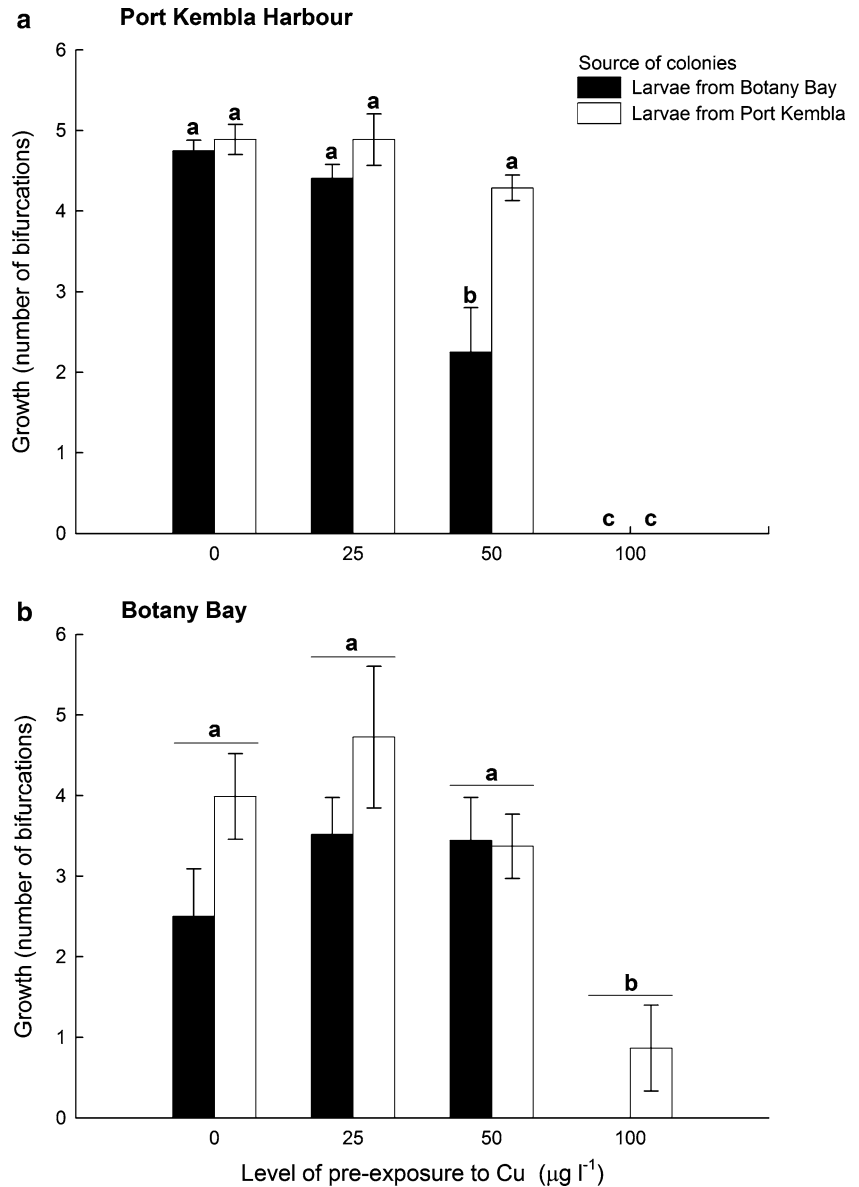 a Port Kembla Harbour
6
5
4
3
2
1
0
Growth (number of bifurcations)
Source of colonies
Larvae from Botany Bay
Larvae from Port Kembla
a a a a b a c c
0 25 50 100
b Botany Bay
6
5
4
3
2
1
0
Growth (number of bifurcations)
a a a b
0 25 50 100
Level of pre-exposure to Cu (μg l⁻¹)